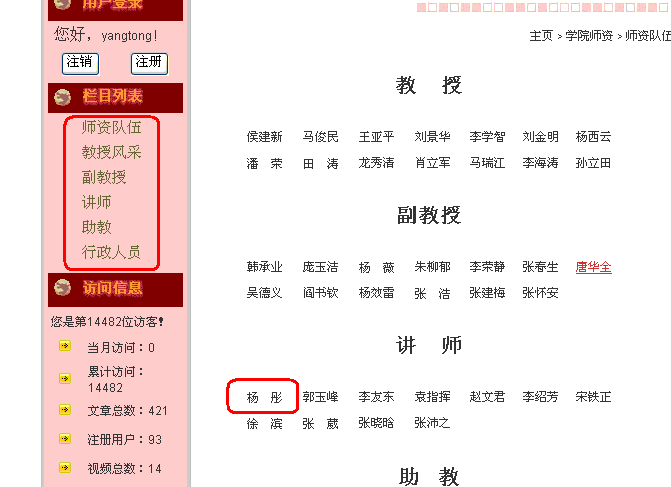 用户登录
您好，yangtong!
注销 注册
栏目列表
师资队伍
教授风采
副教授
讲师
助教
行政人员
访问信息
您是第14482位访客!
当月访问：0
累计访问：
14482
文章总数：421
注册用户：93
视频总数：14
主页 > 学院师资 > 师资队伍
教 授
侯建新 马俊民 王亚平 刘景华 李学智 刘金明 杨西云
潘 荣 田 涛 龙秀清 肖立军 马瑞江 李海涛 孙立田
副教授
韩承业 庞玉洁 杨 薇 朱柳郁 李荣静 张春生 唐华全
吴德义 阎书钦 杨效雷 张 浩 张建梅 张怀安
讲 师
杨 彤 郭玉峰 李友东 袁指挥 赵文君 李绍芳 宋铁正
徐 滨 张 葳 张晓晗 张沛之
助 教